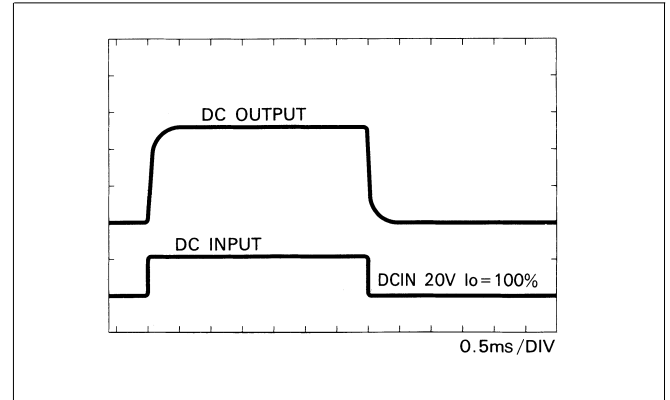 DC OUTPUT
DC INPUT
DCIN 20V Io=100%
0.5ms/DIV